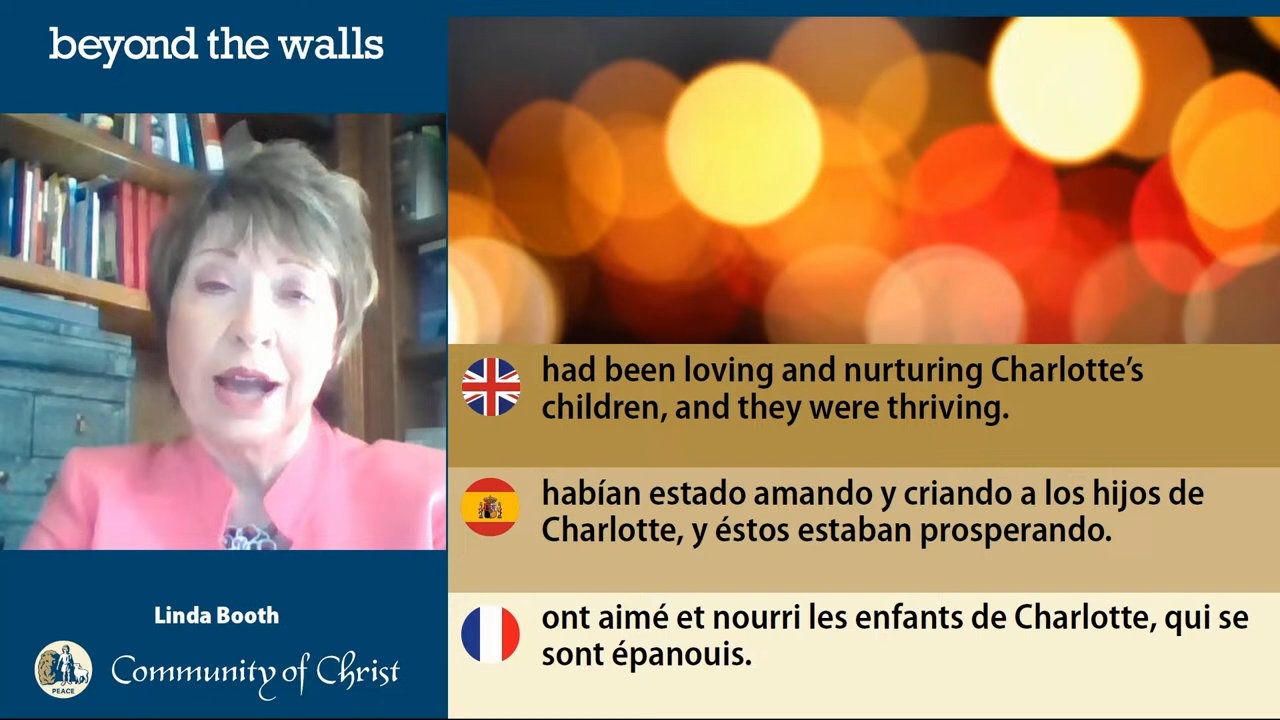 beyond the walls
had been loving and nurturing Charlotte’s
children, and they were thriving.
habían estado amando y criando a los hijos de
Charlotte, y éstos estaban prosperando.
ont aimé et nourri les enfants de Charlotte, qui se
sont épanouis.
Linda Booth
PEACE
Community of Christ